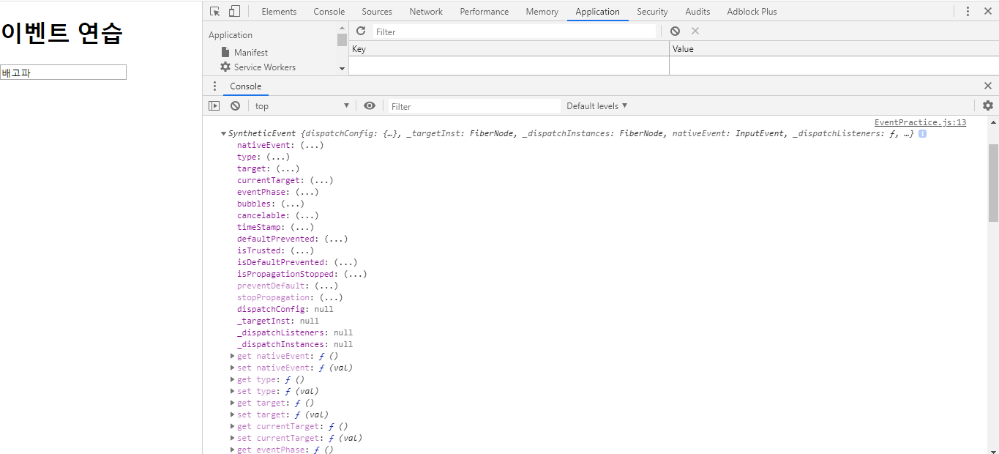 이벤트 연습
배고파
Elements Console Sources Network Performance Memory Application Security Audits Adblock Plus
Application
Manifest
Service Workers
Filter
Key Value
Console
top Filter Default levels ▼
EventPractice.js:13
SyntheticEvent {dispatchConfig: {…}, _targetInst: FiberNode, _dispatchInstances: FiberNode, nativeEvent: InputEvent, _dispatchListeners: ƒ, …}
nativeEvent: (...)
type: (...)
target: (...)
currentTarget: (...)
eventPhase: (...)
bubbles: (...)
cancelable: (...)
timeStamp: (...)
defaultPrevented: (...)
isTrusted: (...)
isDefaultPrevented: (...)
isPropagationStopped: (...)
preventDefault: (...)
stopPropagation: (...)
dispatchConfig: null
_targetInst: null
_dispatchListeners: null
_dispatchInstances: null
get nativeEvent: ƒ ()
set nativeEvent: ƒ (val)
get type: ƒ ()
set type: ƒ (val)
get target: ƒ ()
set target: ƒ (val)
get currentTarget: ƒ ()
set currentTarget: ƒ (val)
get eventPhase: ƒ ()